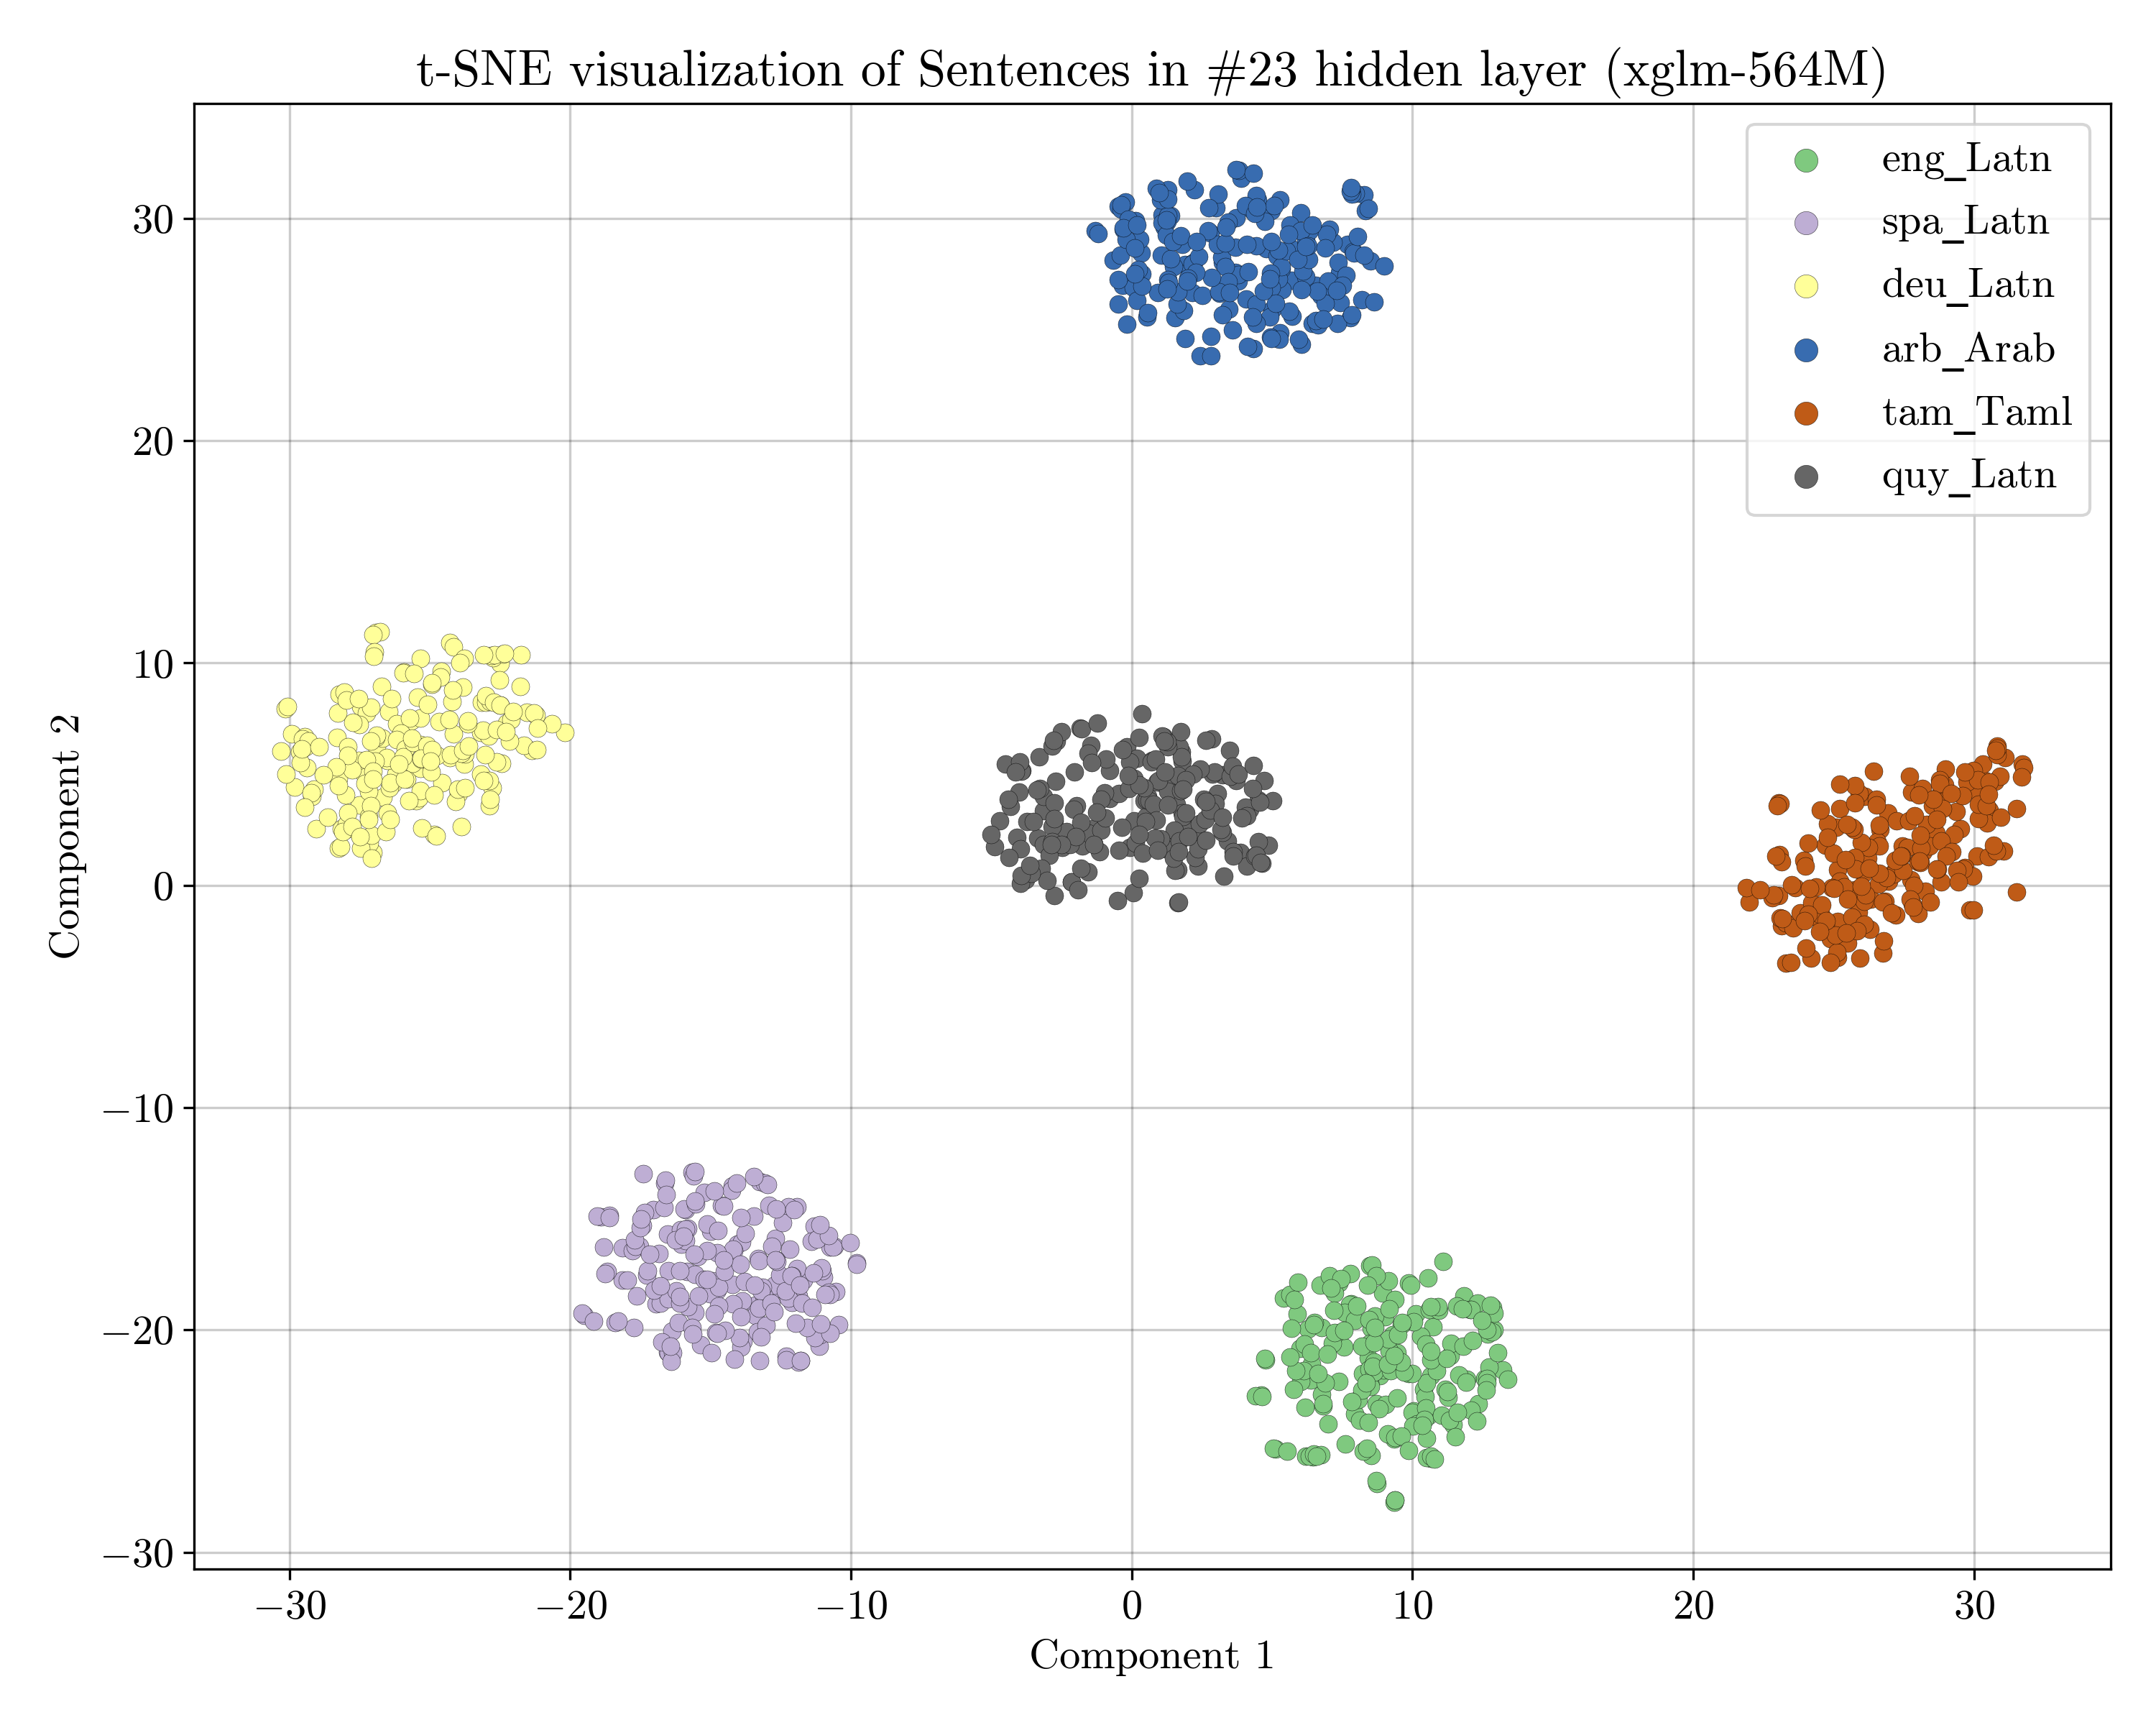 t-SNE visualization of Sentences in #23 hidden layer (xglm-564M)
eng_Latn
spa_Latn
deu_Latn
arb_Arab
tam_Taml
quy_Latn
Component 2
30
20
10
0
−10
−20
−30
−30 −20 −10 0 10 20 30
Component 1